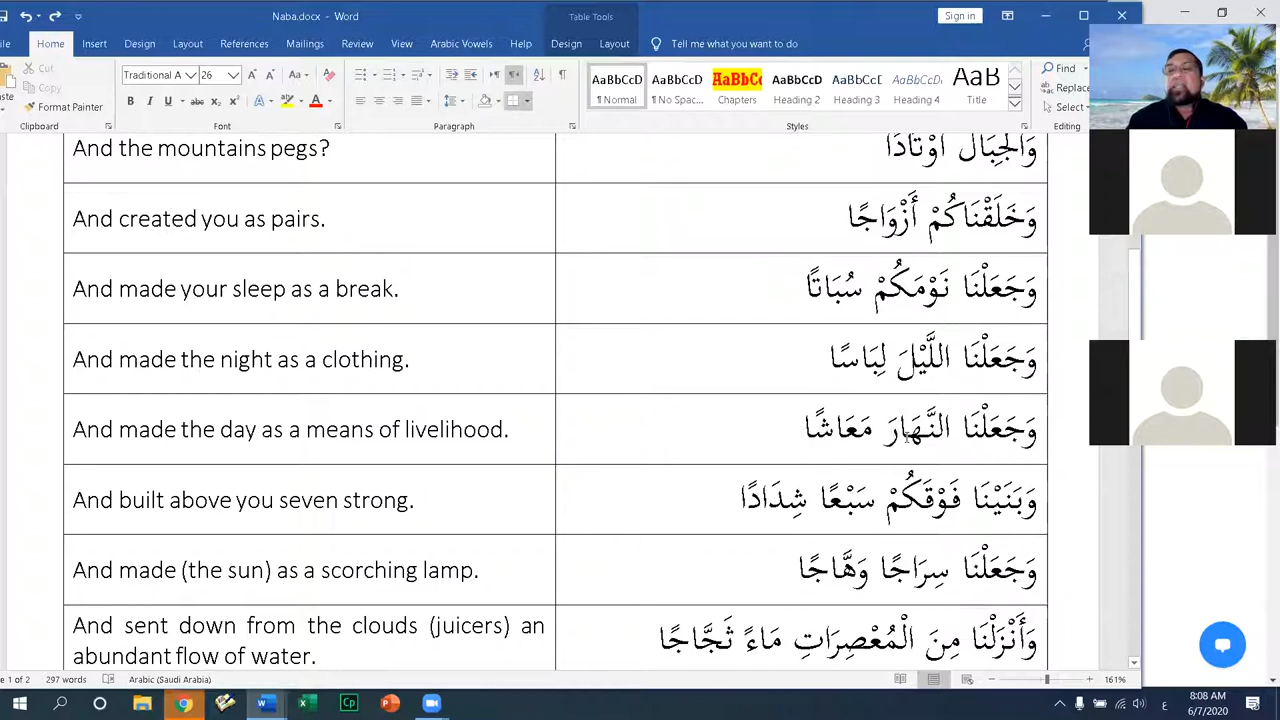 Naba.docx - Word
Table Tools
Sign in
Home Insert Design Layout References Mailings Review View Arabic Vowels Help Design Layout Tell me what you want to do
Cut
Copy
Format Painter
Clipboard
Traditional A 26
Font
Paragraph
AaBbCcD AaBbCcD AaBbCc AaBbCcD AaBbCcD AaBbCcD AaB
¶ Normal ¶ No Spac... Chapters Heading 2 Heading 3 Heading 4 Title
Styles
Find
Replace
Select
Editing
And the mountains pegs?
وَالْجِبَالَ أَوْتَادًا
And created you as pairs.
وَخَلَقْنَاكُمْ أَزْوَاجًا
And made your sleep as a break.
وَجَعَلْنَا نَوْمَكُمْ سُبَاتًا
And made the night as a clothing.
وَجَعَلْنَا اللَّيْلَ لِبَاسًا
And made the day as a means of livelihood.
وَجَعَلْنَا النَّهَارَ مَعَاشًا
And built above you seven strong.
وَبَنَيْنَا فَوْقَكُمْ سَبْعًا شِدَادًا
And made (the sun) as a scorching lamp.
وَجَعَلْنَا سِرَاجًا وَهَّاجًا
And sent down from the clouds (juicers) an
abundant flow of water.
وَأَنْزَلْنَا مِنَ الْمُعْصِرَاتِ مَاءً ثَجَّاجًا
1 of 2 297 words Arabic (Saudi Arabia) 161%
8:08 AM
6/7/2020